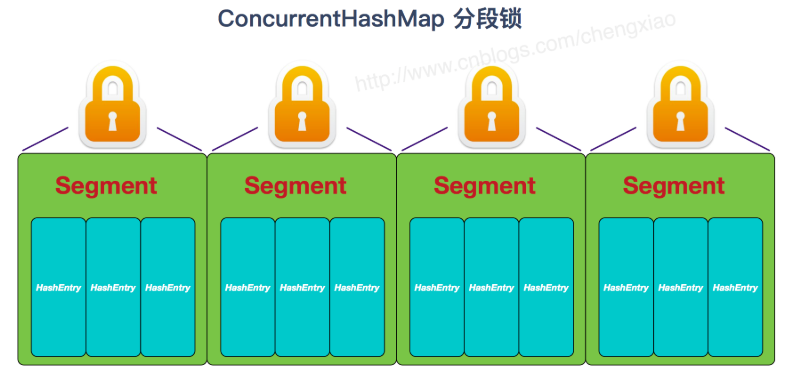 ConcurrentHashMap 分段锁
http://www.cnblogs.com/chengxiao
Segment Segment Segment Segment
HashEntry HashEntry HashEntry HashEntry HashEntry HashEntry HashEntry HashEntry HashEntry HashEntry HashEntry HashEntry